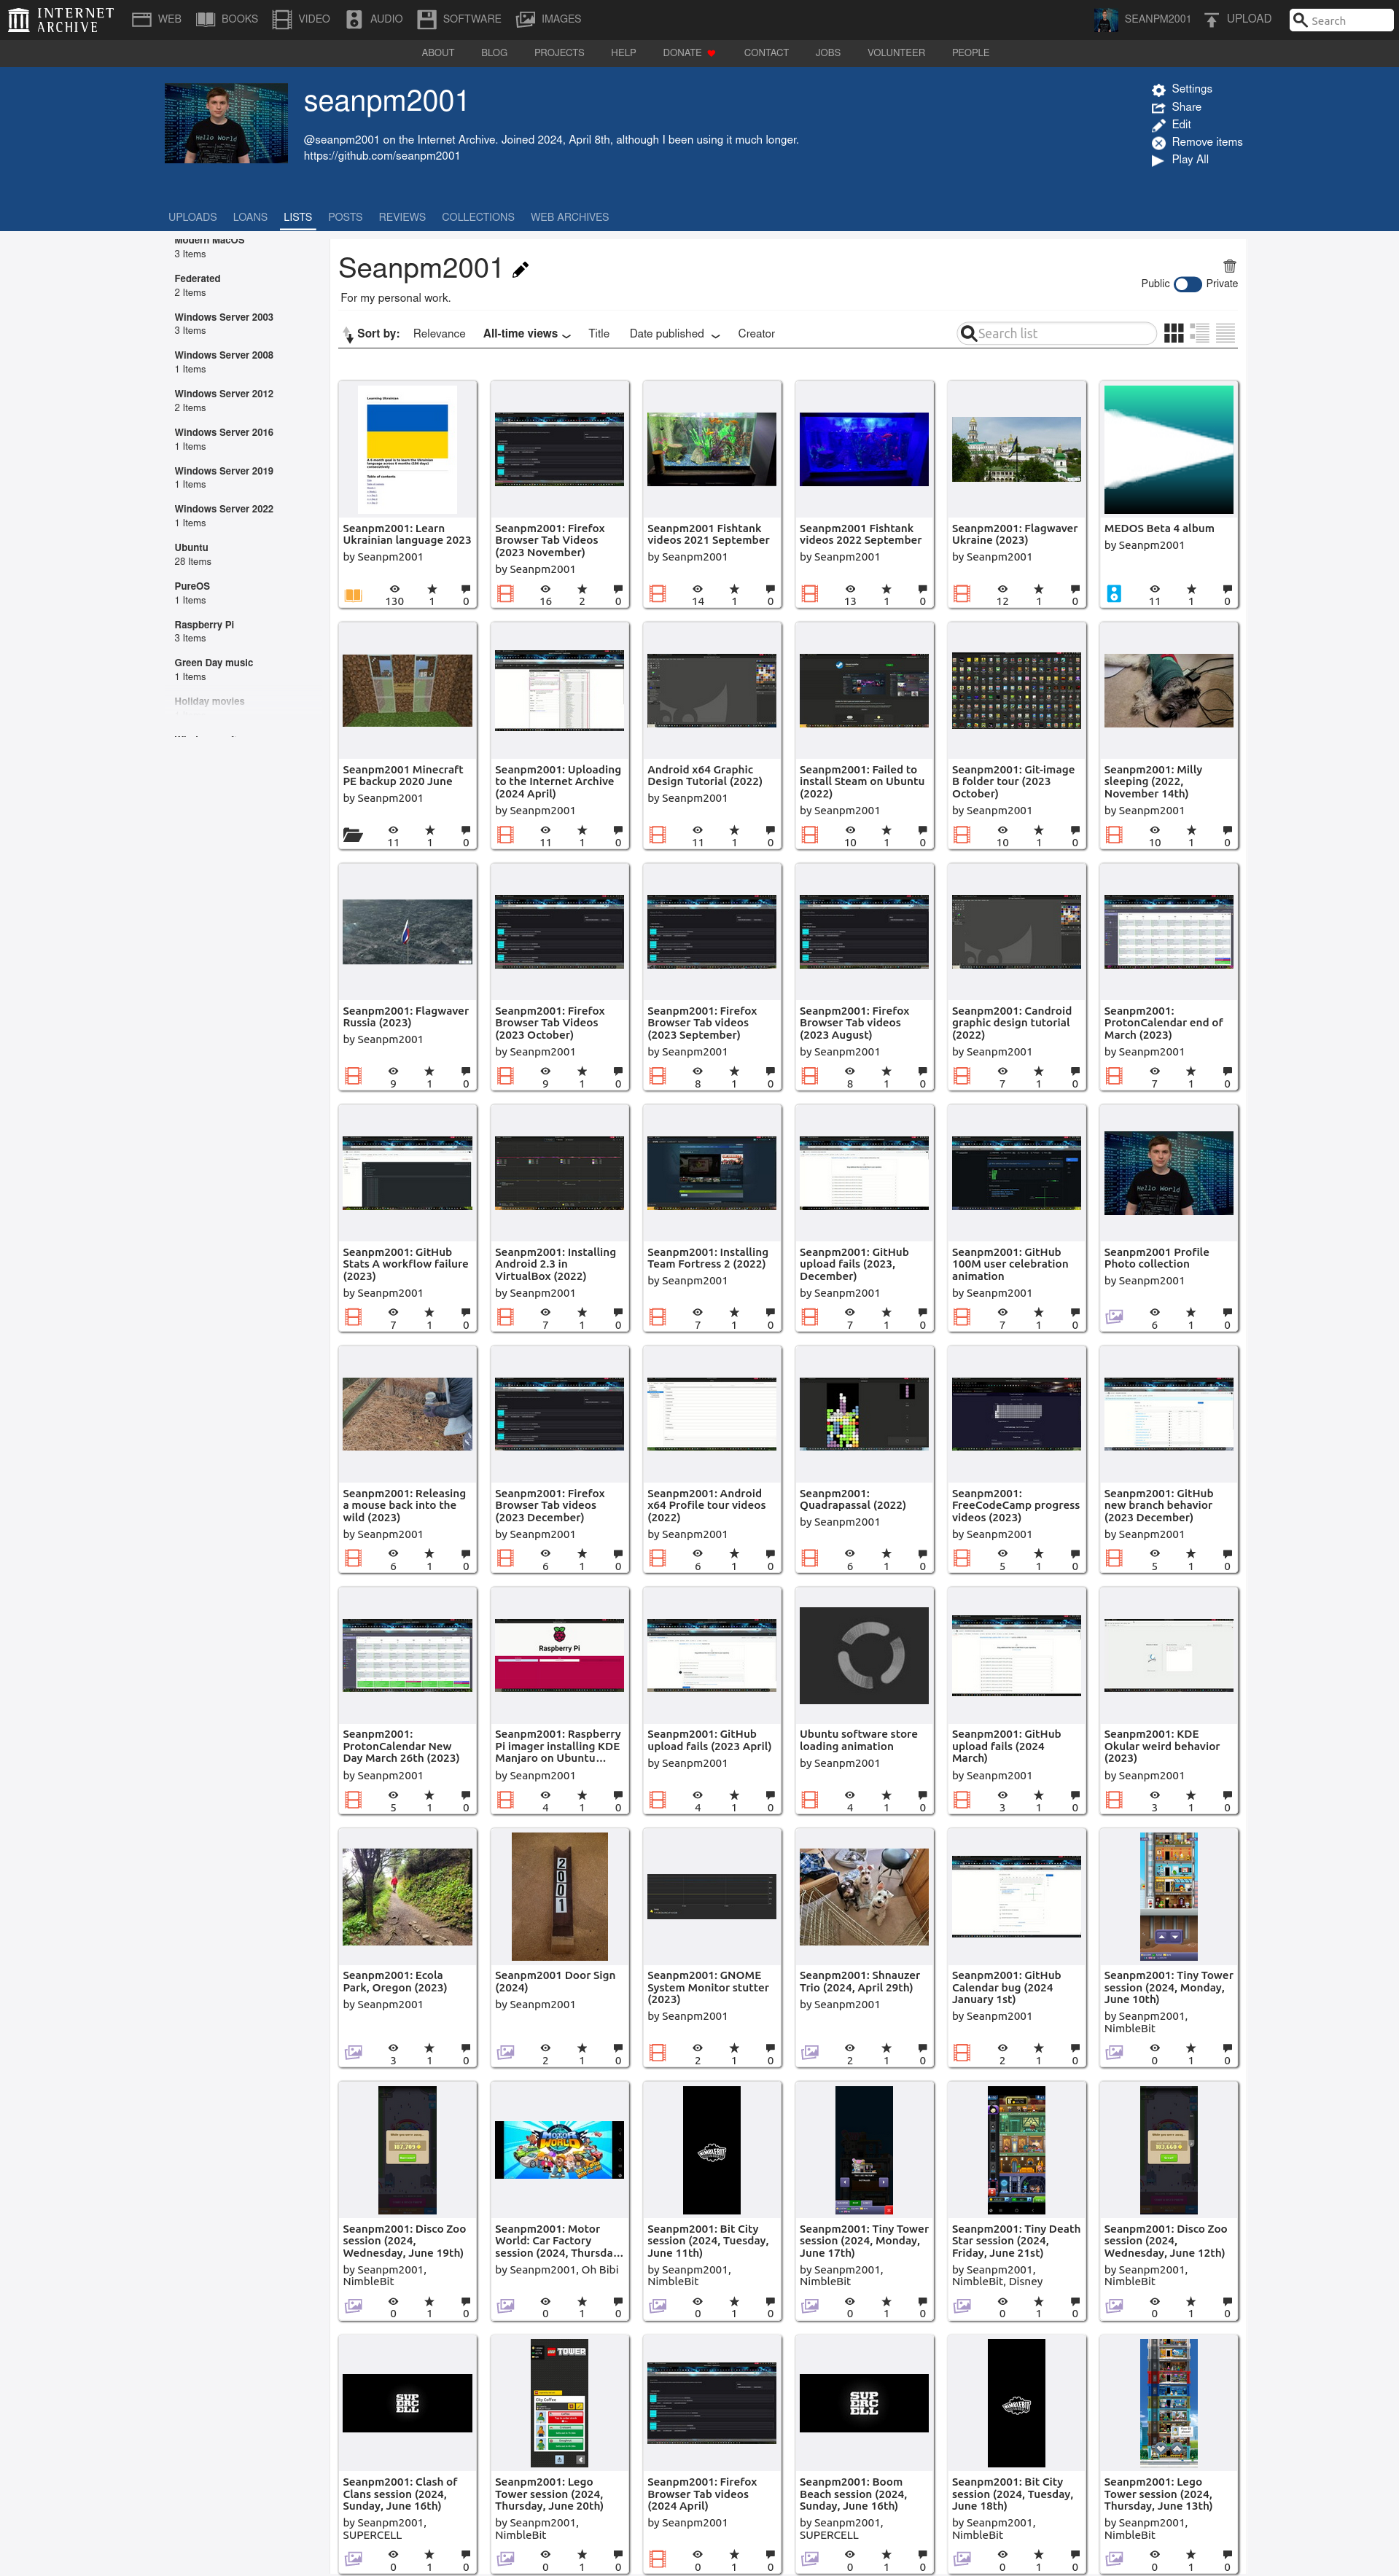 INTERNET
ARCHIVE
WEB
BOOKS
VIDEO
AUDIO
SOFTWARE
IMAGES
SEANPM2001
UPLOAD
Search
ABOUT
BLOG
PROJECTS
HELP
DONATE
CONTACT
JOBS
VOLUNTEER
PEOPLE
Hello World
seanpm2001
@seanpm2001 on the Internet Archive. Joined 2024, April 8th, although I been using it much longer.
https://github.com/seanpm2001
Settings
Share
Edit
Remove items
Play All
UPLOADS
LOANS
LISTS
POSTS
REVIEWS
COLLECTIONS
WEB ARCHIVES
Modern MacOS
3 Items
Federated
2 Items
Windows Server 2003
3 Items
Windows Server 2008
1 Items
Windows Server 2012
2 Items
Windows Server 2016
1 Items
Windows Server 2019
1 Items
Windows Server 2022
1 Items
Ubuntu
28 Items
PureOS
1 Items
Raspberry Pi
3 Items
Green Day music
1 Items
Holiday movies
Seanpm2001
For my personal work.
Public
Private
Sort by:
Relevance
All-time views
Title
Date published
Creator
Search list
Learning Ukrainian
Table of contents
Seanpm2001: Learn
Ukrainian language 2023
by Seanpm2001
130 1 0
Seanpm2001: Firefox
Browser Tab Videos
(2023 November)
by Seanpm2001
16 2 0
Seanpm2001 Fishtank
videos 2021 September
by Seanpm2001
14 1 0
Seanpm2001 Fishtank
videos 2022 September
by Seanpm2001
13 1 0
Seanpm2001: Flagwaver
Ukraine (2023)
by Seanpm2001
12 1 0
MEDOS Beta 4 album
by Seanpm2001
11 1 0
Seanpm2001 Minecraft
PE backup 2020 June
by Seanpm2001
11 1 0
Seanpm2001: Uploading
to the Internet Archive
(2024 April)
by Seanpm2001
11 1 0
Android x64 Graphic
Design Tutorial (2022)
by Seanpm2001
11 1 0
Seanpm2001: Failed to
install Steam on Ubuntu
(2022)
by Seanpm2001
10 1 0
Seanpm2001: Git-image
B folder tour (2023
October)
by Seanpm2001
10 1 0
Seanpm2001: Milly
sleeping (2022,
November 14th)
by Seanpm2001
10 1 0
Seanpm2001: Flagwaver
Russia (2023)
by Seanpm2001
9 1 0
Seanpm2001: Firefox
Browser Tab Videos
(2023 October)
by Seanpm2001
9 1 0
Seanpm2001: Firefox
Browser Tab videos
(2023 September)
by Seanpm2001
8 1 0
Seanpm2001: Firefox
Browser Tab videos
(2023 August)
by Seanpm2001
8 1 0
Seanpm2001: Candroid
graphic design tutorial
(2022)
by Seanpm2001
7 1 0
Seanpm2001:
ProtonCalendar end of
March (2023)
by Seanpm2001
7 1 0
Seanpm2001: GitHub
Stats A workflow failure
(2023)
by Seanpm2001
7 1 0
Seanpm2001: Installing
Android 2.3 in
VirtualBox (2022)
by Seanpm2001
7 1 0
Seanpm2001: Installing
Team Fortress 2 (2022)
by Seanpm2001
7 1 0
Seanpm2001: GitHub
upload fails (2023,
December)
by Seanpm2001
7 1 0
Seanpm2001: GitHub
100M user celebration
animation
by Seanpm2001
7 1 0
Hello World
Seanpm2001 Profile
Photo collection
by Seanpm2001
6 1 0
Seanpm2001: Releasing
a mouse back into the
wild (2023)
by Seanpm2001
6 1 0
Seanpm2001: Firefox
Browser Tab videos
(2023 December)
by Seanpm2001
6 1 0
Seanpm2001: Android
x64 Profile tour videos
(2022)
by Seanpm2001
6 1 0
Seanpm2001:
Quadrapassal (2022)
by Seanpm2001
6 1 0
Seanpm2001:
FreeCodeCamp progress
videos (2023)
by Seanpm2001
5 1 0
Seanpm2001: GitHub
new branch behavior
(2023 December)
by Seanpm2001
5 1 0
Seanpm2001:
ProtonCalendar New
Day March 26th (2023)
by Seanpm2001
5 1 0
Raspberry Pi
Seanpm2001: Raspberry
Pi imager installing KDE
Manjaro on Ubuntu...
by Seanpm2001
4 1 0
Seanpm2001: GitHub
upload fails (2023 April)
by Seanpm2001
4 1 0
Ubuntu software store
loading animation
by Seanpm2001
4 1 0
Seanpm2001: GitHub
upload fails (2024
March)
by Seanpm2001
3 1 0
Seanpm2001: KDE
Okular weird behavior
(2023)
by Seanpm2001
3 1 0
Seanpm2001: Ecola
Park, Oregon (2023)
by Seanpm2001
3 1 0
2001
Seanpm2001 Door Sign
(2024)
by Seanpm2001
2 1 0
Seanpm2001: GNOME
System Monitor stutter
(2023)
by Seanpm2001
2 1 0
Seanpm2001: Shnauzer
Trio (2024, April 29th)
by Seanpm2001
2 1 0
Seanpm2001: GitHub
Calendar bug (2024
January 1st)
by Seanpm2001
2 1 0
Seanpm2001: Tiny Tower
session (2024, Monday,
June 10th)
by Seanpm2001,
NimbleBit
0 1 0
Seanpm2001: Disco Zoo
session (2024,
Wednesday, June 19th)
by Seanpm2001,
NimbleBit
0 1 0
MOTOR
WORLD
Seanpm2001: Motor
World: Car Factory
session (2024, Thursda...
by Seanpm2001, Oh Bibi
0 1 0
NIMBLEBIT
Seanpm2001: Bit City
session (2024, Tuesday,
June 11th)
by Seanpm2001,
NimbleBit
0 1 0
Seanpm2001: Tiny Tower
session (2024, Monday,
June 17th)
by Seanpm2001,
NimbleBit
0 1 0
Seanpm2001: Tiny Death
Star session (2024,
Friday, June 21st)
by Seanpm2001,
NimbleBit, Disney
0 1 0
Seanpm2001: Disco Zoo
session (2024,
Wednesday, June 12th)
by Seanpm2001,
NimbleBit
0 1 0
SUP
ERC
ELL
Seanpm2001: Clash of
Clans session (2024,
Sunday, June 16th)
by Seanpm2001,
SUPERCELL
0 1 0
TOWER
City Coffee
Seanpm2001: Lego
Tower session (2024,
Thursday, June 20th)
by Seanpm2001,
NimbleBit
0 1 0
Seanpm2001: Firefox
Browser Tab videos
(2024 April)
by Seanpm2001
0 1 0
SUP
ERC
ELL
Seanpm2001: Boom
Beach session (2024,
Sunday, June 16th)
by Seanpm2001,
SUPERCELL
0 1 0
NIMBLEBIT
Seanpm2001: Bit City
session (2024, Tuesday,
June 18th)
by Seanpm2001,
NimbleBit
0 1 0
Seanpm2001: Lego
Tower session (2024,
Thursday, June 13th)
by Seanpm2001,
NimbleBit
0 1 0